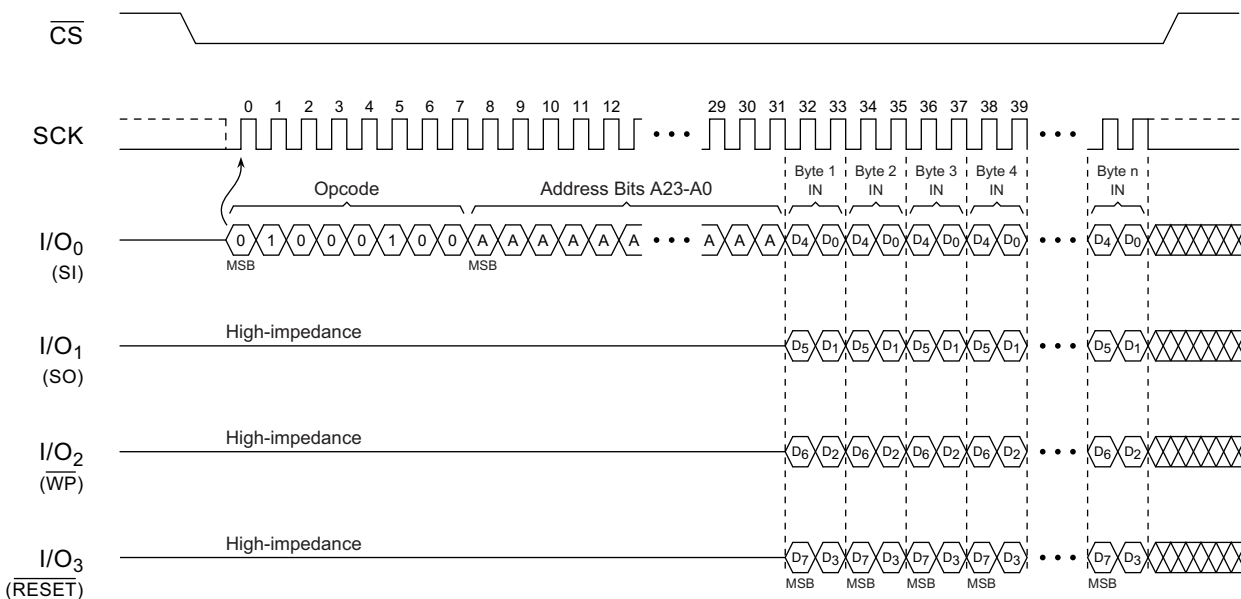 CS
SCK
0 1 2 3 4 5 6 7 8 9 10 11 12 29 30 31 32 33 34 35 36 37 38 39
• • • • • •
Opcode
Address Bits A23-A0
Byte 1 IN
Byte 2 IN
Byte 3 IN
Byte 4 IN
Byte n IN
I/O0
(SI)
0 1 0 0 0 1 0 0 A A A A A A • • • A A A D4 D0 D4 D0 D4 D0 D4 D0 • • • D4 D0
MSB MSB
I/O1
(SO)
High-impedance
D5 D1 D5 D1 D5 D1 D5 D1 • • • D5 D1
I/O2
(WP)
High-impedance
D6 D2 D6 D2 D6 D2 D6 D2 • • • D6 D2
I/O3
(RESET)
High-impedance
D7 D3 D7 D3 D7 D3 D7 D3 • • • D7 D3
MSB MSB MSB MSB MSB